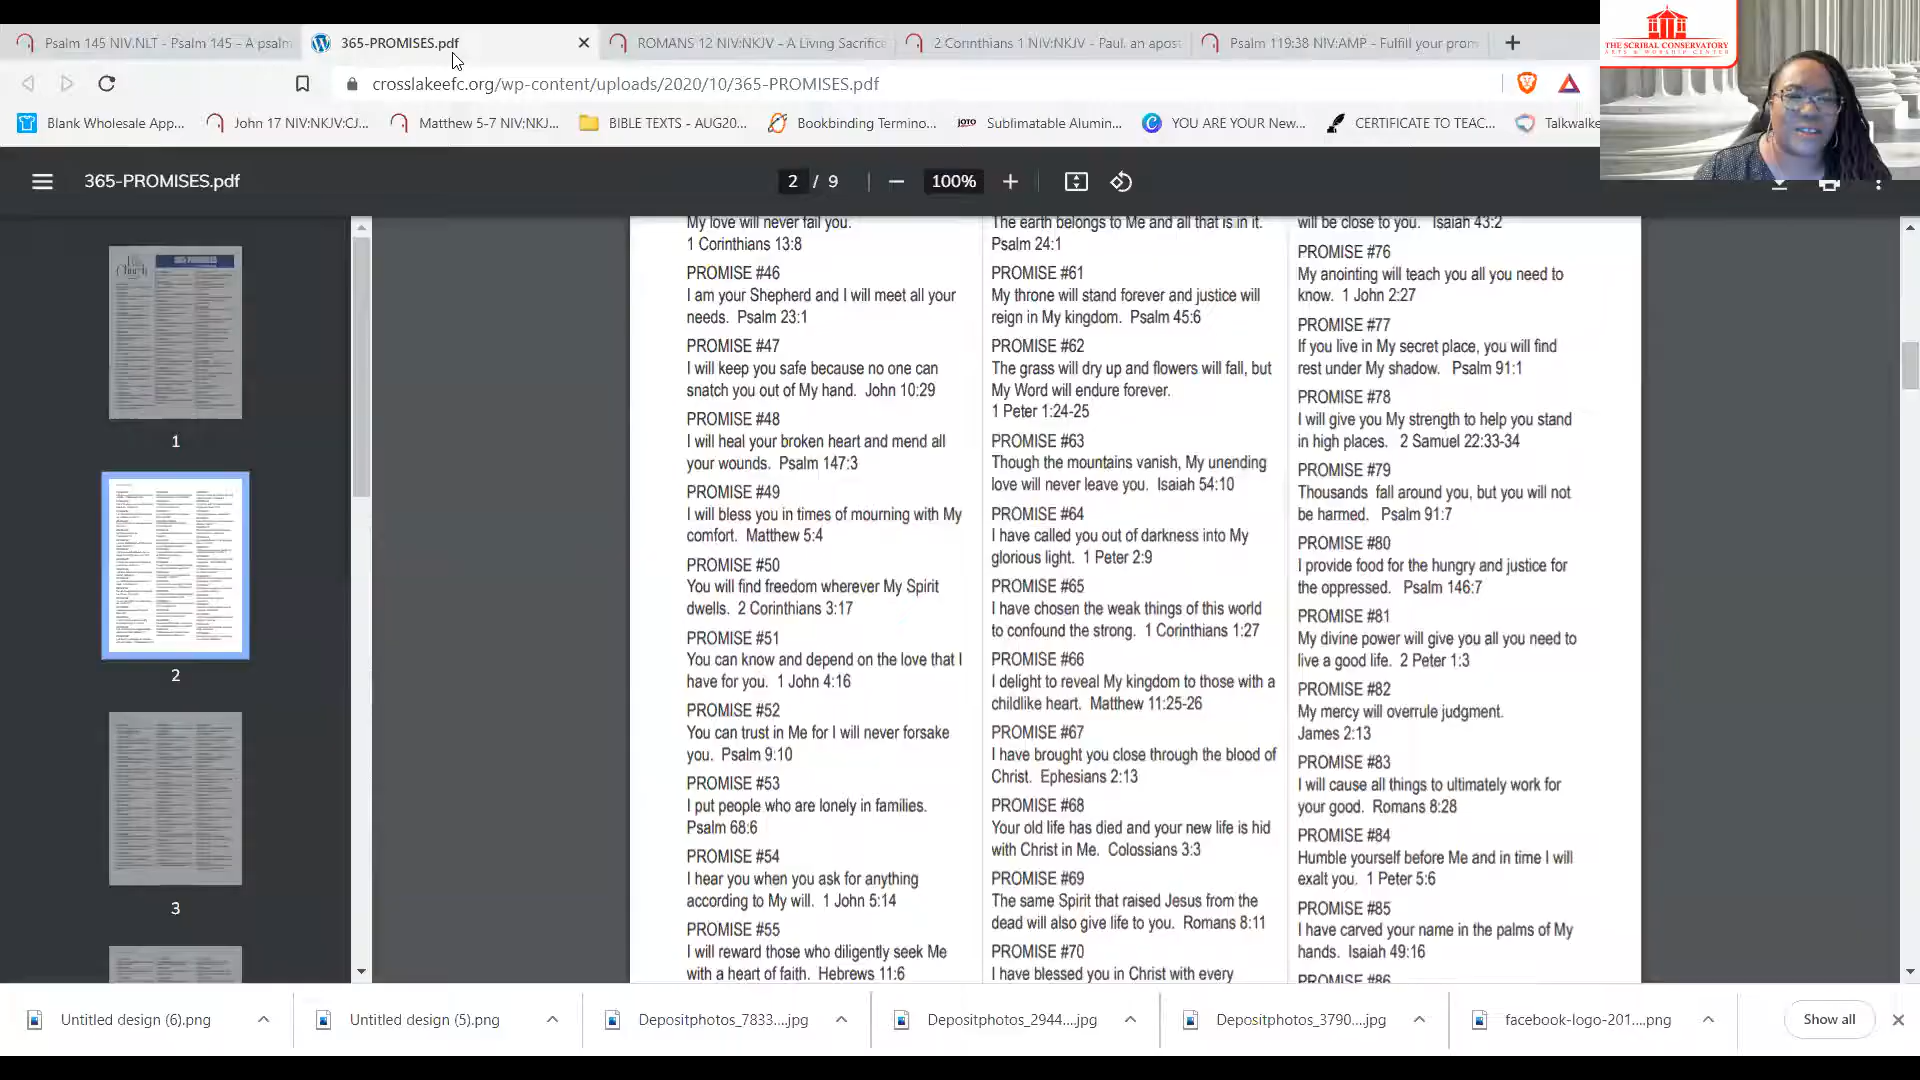 Psalm 145 NIV.NLT - Psalm 145 - A psalm
365-PROMISES.pdf
ROMANS 12 NIV:NKJV - A Living Sacrifice
2 Corinthians 1 NIV:NKJV - Paul, an apost
Psalm 119:38 NIV:AMP - Fulfill your prom
THE SCRIBAL CONSERVATORY
ARTS & WORSHIP CENTER
crosslakeefc.org/wp-content/uploads/2020/10/365-PROMISES.pdf
Blank Wholesale App...
John 17 NIV:NKJV:CJ...
Matthew 5-7 NIV;NKJ...
BIBLE TEXTS - AUG20...
Bookbinding Termino...
JOTO
Sublimatable Alumin...
YOU ARE YOUR New...
CERTIFICATE TO TEAC...
Talkwalke
365-PROMISES.pdf
2 / 9
100%
1
2
3
My love will never fail you.
1 Corinthians 13:8
PROMISE #46
I am your Shepherd and I will meet all your
needs. Psalm 23:1
PROMISE #47
I will keep you safe because no one can
snatch you out of My hand. John 10:29
PROMISE #48
I will heal your broken heart and mend all
your wounds. Psalm 147:3
PROMISE #49
I will bless you in times of mourning with My
comfort. Matthew 5:4
PROMISE #50
You will find freedom wherever My Spirit
dwells. 2 Corinthians 3:17
PROMISE #51
You can know and depend on the love that I
have for you. 1 John 4:16
PROMISE #52
You can trust in Me for I will never forsake
you. Psalm 9:10
PROMISE #53
I put people who are lonely in families.
Psalm 68:6
PROMISE #54
I hear you when you ask for anything
according to My will. 1 John 5:14
PROMISE #55
I will reward those who diligently seek Me
with a heart of faith. Hebrews 11:6
The earth belongs to Me and all that is in it.
Psalm 24:1
PROMISE #61
My throne will stand forever and justice will
reign in My kingdom. Psalm 45:6
PROMISE #62
The grass will dry up and flowers will fall, but
My Word will endure forever.
1 Peter 1:24-25
PROMISE #63
Though the mountains vanish, My unending
love will never leave you. Isaiah 54:10
PROMISE #64
I have called you out of darkness into My
glorious light. 1 Peter 2:9
PROMISE #65
I have chosen the weak things of this world
to confound the strong. 1 Corinthians 1:27
PROMISE #66
I delight to reveal My kingdom to those with a
childlike heart. Matthew 11:25-26
PROMISE #67
I have brought you close through the blood of
Christ. Ephesians 2:13
PROMISE #68
Your old life has died and your new life is hid
with Christ in Me. Colossians 3:3
PROMISE #69
The same Spirit that raised Jesus from the
dead will also give life to you. Romans 8:11
PROMISE #70
I have blessed you in Christ with every
will be close to you. Isaiah 43:2
PROMISE #76
My anointing will teach you all you need to
know. 1 John 2:27
PROMISE #77
If you live in My secret place, you will find
rest under My shadow. Psalm 91:1
PROMISE #78
I will give you My strength to help you stand
in high places. 2 Samuel 22:33-34
PROMISE #79
Thousands fall around you, but you will not
be harmed. Psalm 91:7
PROMISE #80
I provide food for the hungry and justice for
the oppressed. Psalm 146:7
PROMISE #81
My divine power will give you all you need to
live a good life. 2 Peter 1:3
PROMISE #82
My mercy will overrule judgment.
James 2:13
PROMISE #83
I will cause all things to ultimately work for
your good. Romans 8:28
PROMISE #84
Humble yourself before Me and in time I will
exalt you. 1 Peter 5:6
PROMISE #85
I have carved your name in the palms of My
hands. Isaiah 49:16
PROMISE #86
Untitled design (6).png
Untitled design (5).png
Depositphotos_7833....jpg
Depositphotos_2944....jpg
Depositphotos_3790....jpg
facebook-logo-201....png
Show all